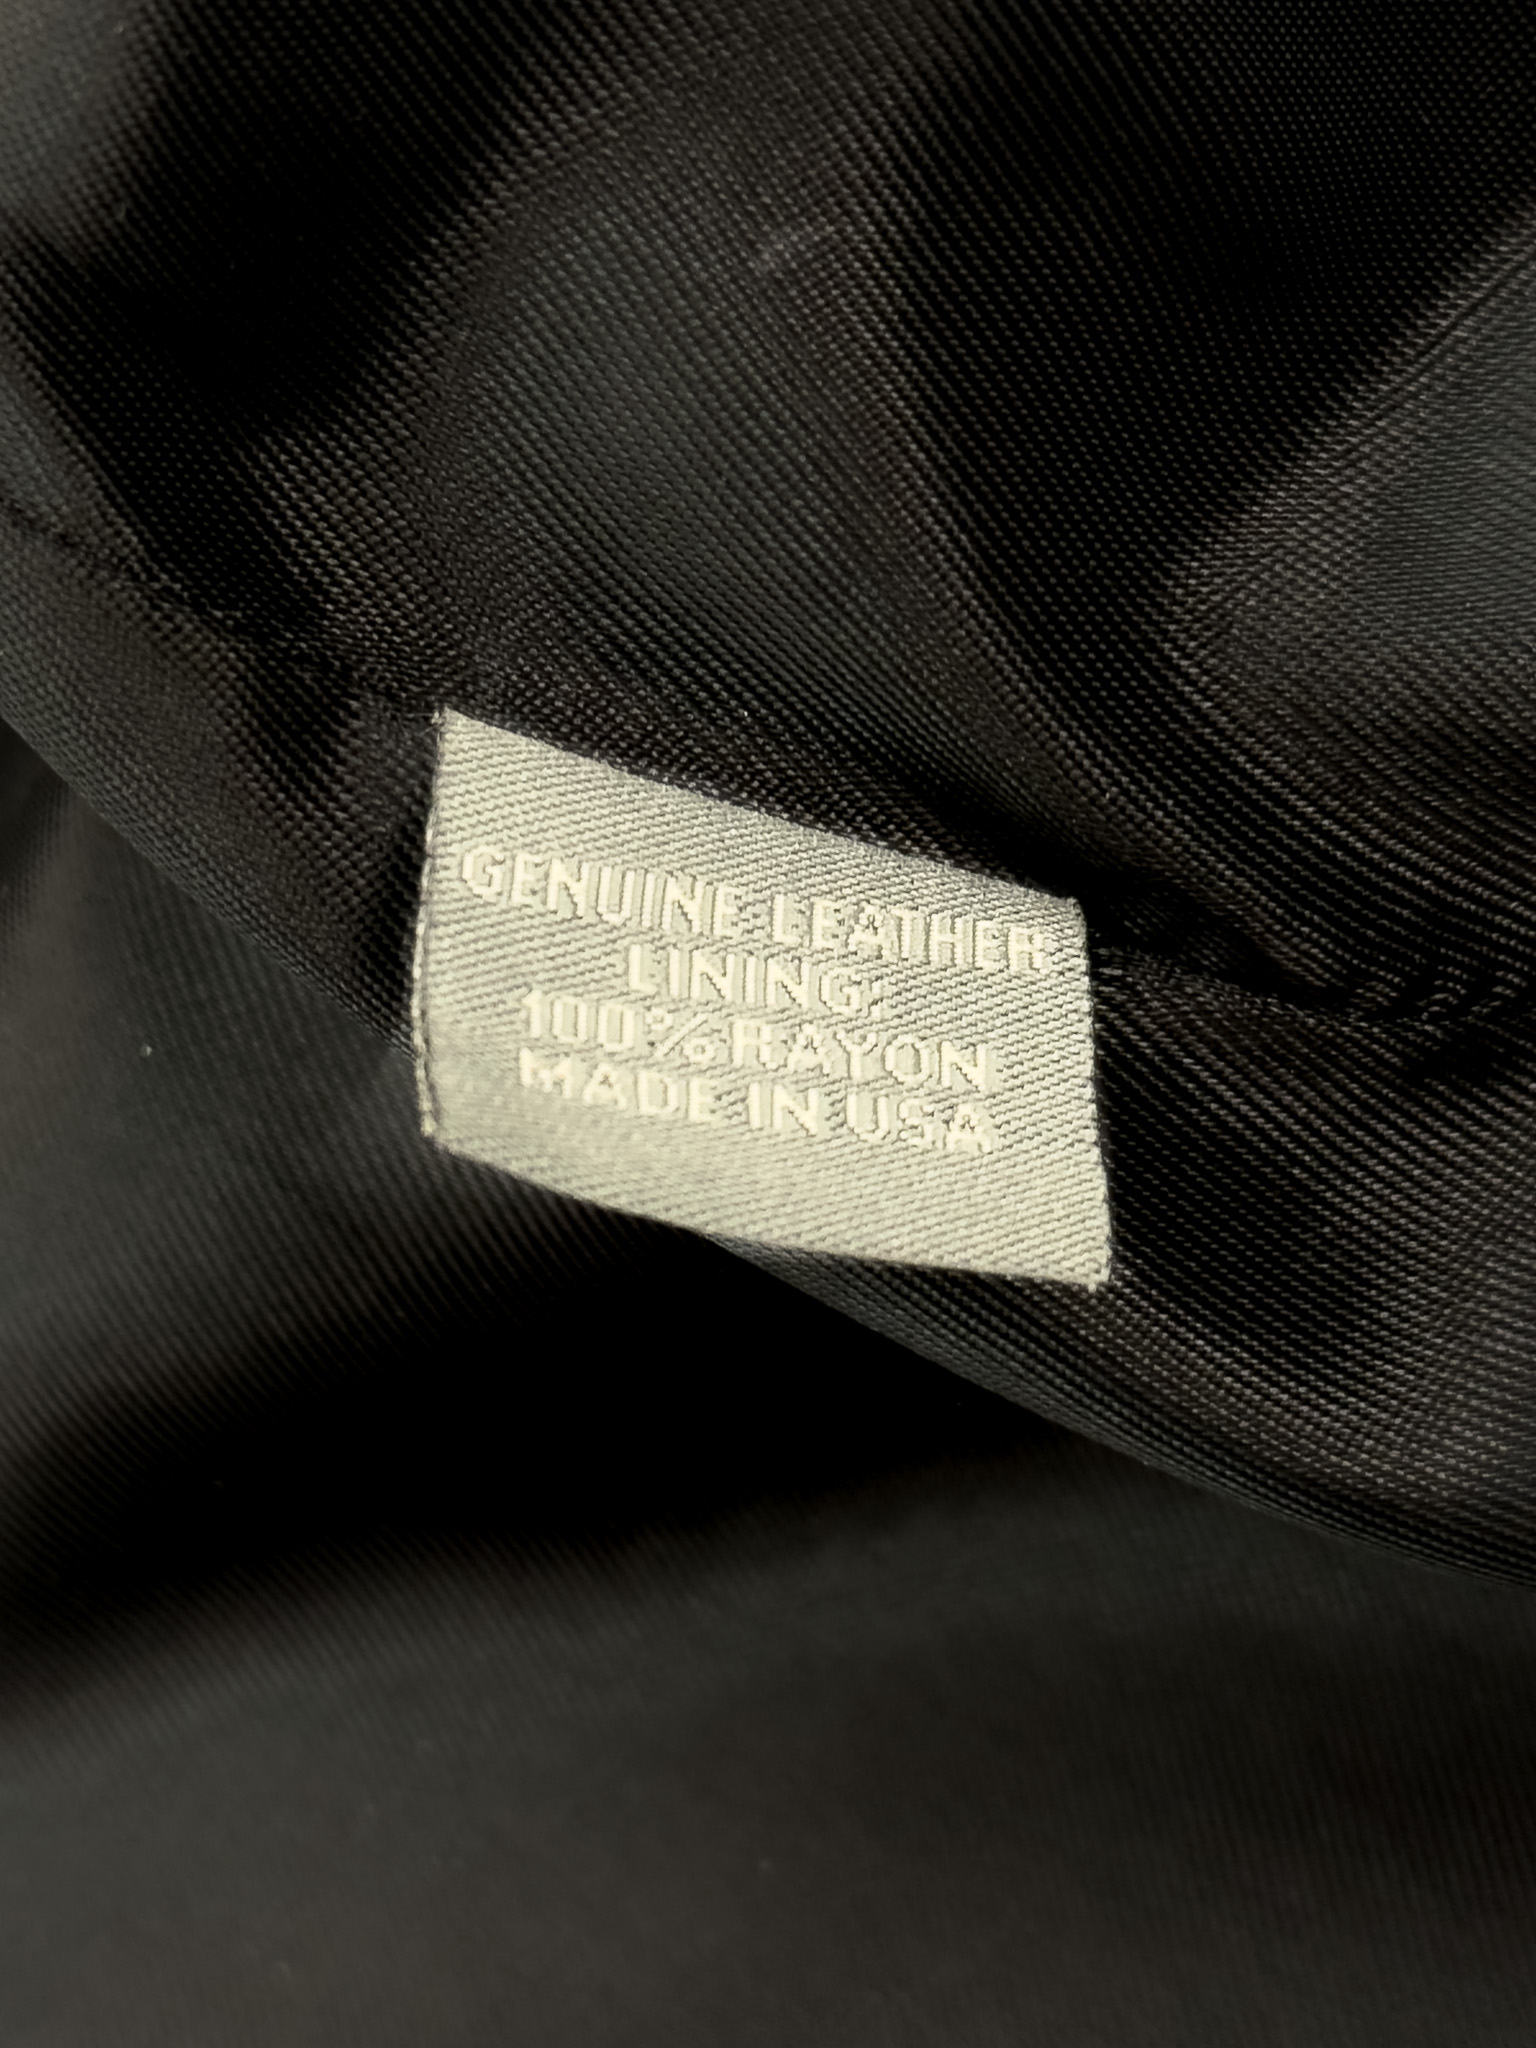 GENUINE LEATHER
LINING:
100% RAYON
MADE IN USA